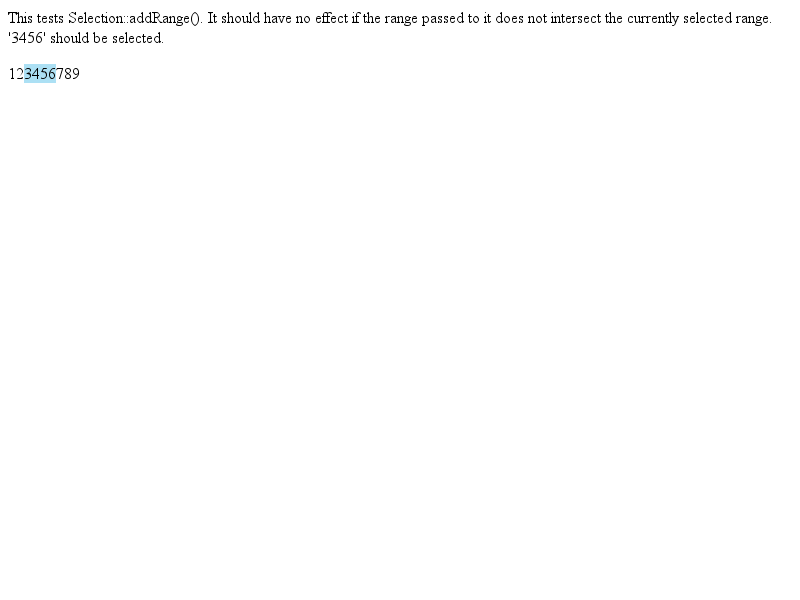 This tests Selection::addRange(). It should have no effect if the range passed to it does not intersect the currently selected range.
'3456' should be selected.
123456789